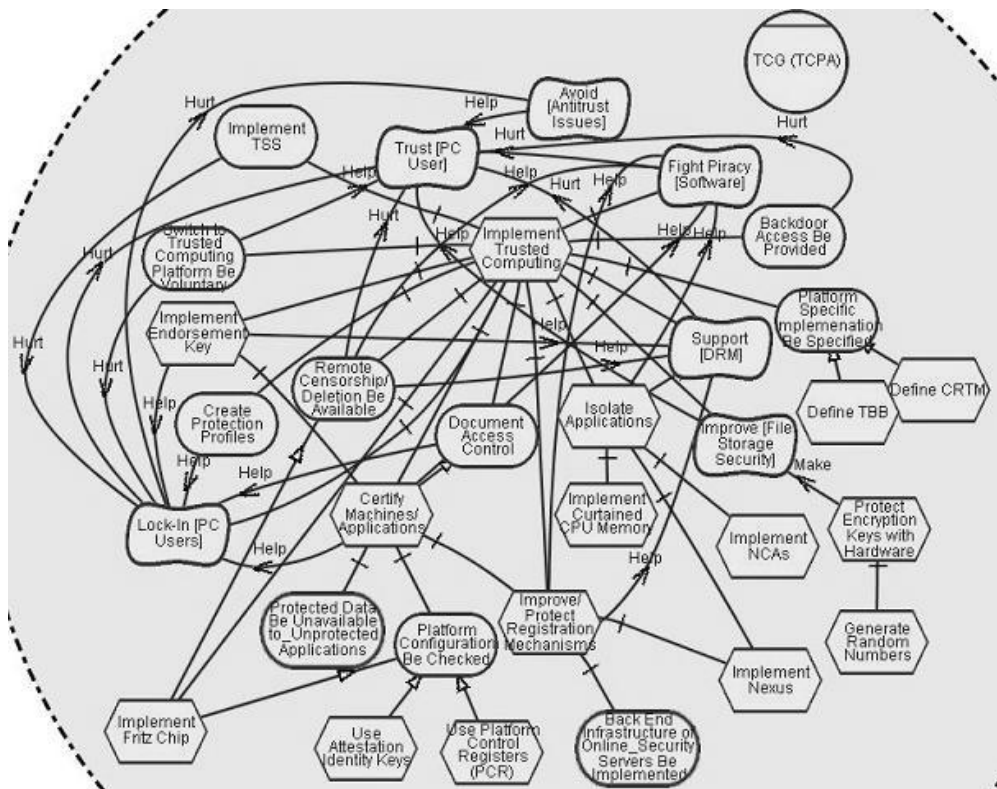 TCG (TCPA)
Avoid
[Antitrust
Issues]
Hurt
Help
Hurt
Implement
TSS
Trust [PC
User]
Hurt
Fight Piracy
[Software]
Help
Help
Hurt
Help
Backdoor
Access Be
Provided
Switch to
Trusted
Computing
Platform Be
Voluntary
Hurt
Help
Implement
Trusted
Computing
Help
Help
Hurt
Platform
Specific
Implemenation
Be Specified
Implement
Endorsement
Key
Help
Support
[DRM]
Hurt
Hurt
Help
Remote
Censorship/
Deletion Be
Available
Define CRTM
Define TBB
Create
Protection
Profiles
Help
Document
Access
Control
Isolate
Applications
Improve [File
Storage
Security]
Help
Help
Make
Lock-In [PC
Users]
Certify
Machines/
Applications
Implement
Curtained
CPU Memory
Implement
NCAs
Protect
Encryption
Keys with
Hardware
Help
Help
Protected Data
Be Unavailable
to_Unprotected
Applications
Platform
Configuration
Be Checked
Improve/
Protect
Registration
Mechanisms
Generate
Random
Numbers
Implement
Nexus
Implement
Fritz Chip
Use
Attestation
Identity Keys
Use Platform
Control
Registers
(PCR)
Back End
Infrastructure of
Online_Security
Servers Be
Implemented